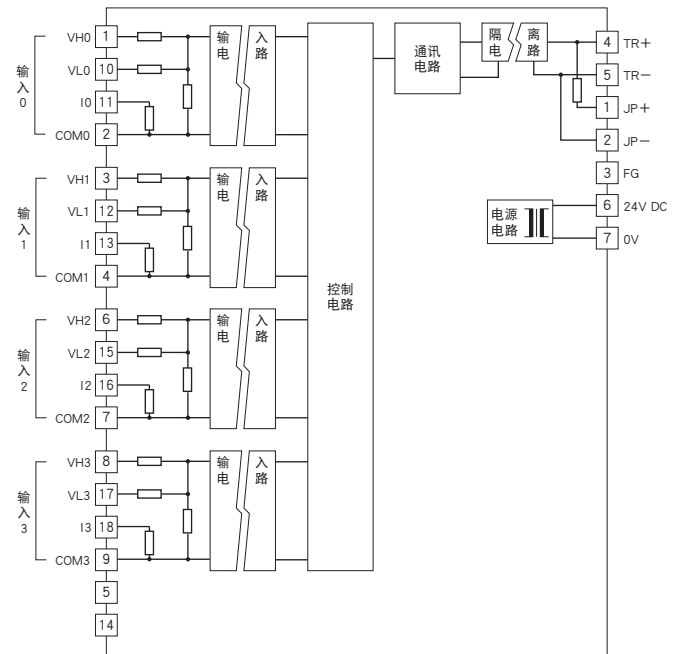 输入0
VH0 1
VL0 10
I0 11
COM0 2
输入
电路
输入1
VH1 3
VL1 12
I1 13
COM1 4
输入
电路
输入2
VH2 6
VL2 15
I2 16
COM2 7
输入
电路
输入3
VH3 8
VL3 17
I3 18
COM3 9
输入
电路
5
14
控制
电路
通讯
电路
隔离
电路
4 TR+
5 TR−
1 JP+
2 JP−
3 FG
电源
电路
6 24V DC
7 0V